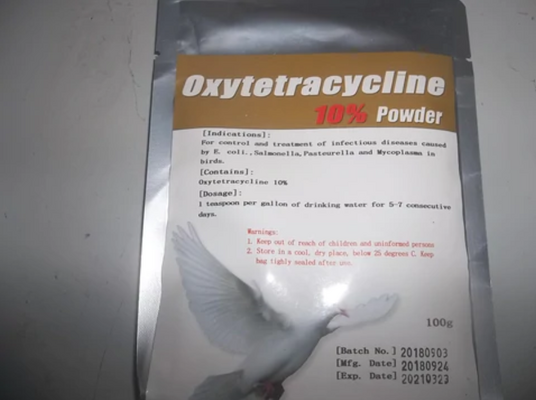 Oxytetracycline
10% Powder
[Indications]:
For control and treatment of infectious diseases caused
by E. coli., Salmonella, Pasteurella and Mycoplasma in
birds.
[Contains]:
Oxytetracycline 10%
[Dosage]:
1 teaspoon per gallon of drinking water for 5-7 consecutive
days.
Warnings:
1. Keep out of reach of children and uninformed persons
2. Store in a cool, dry place, below 25 degrees C. Keep
bag tighly sealed after use.
100g
[Batch No.] 20180903
[Mfg. Date] 20180924
[Exp. Date] 20210323